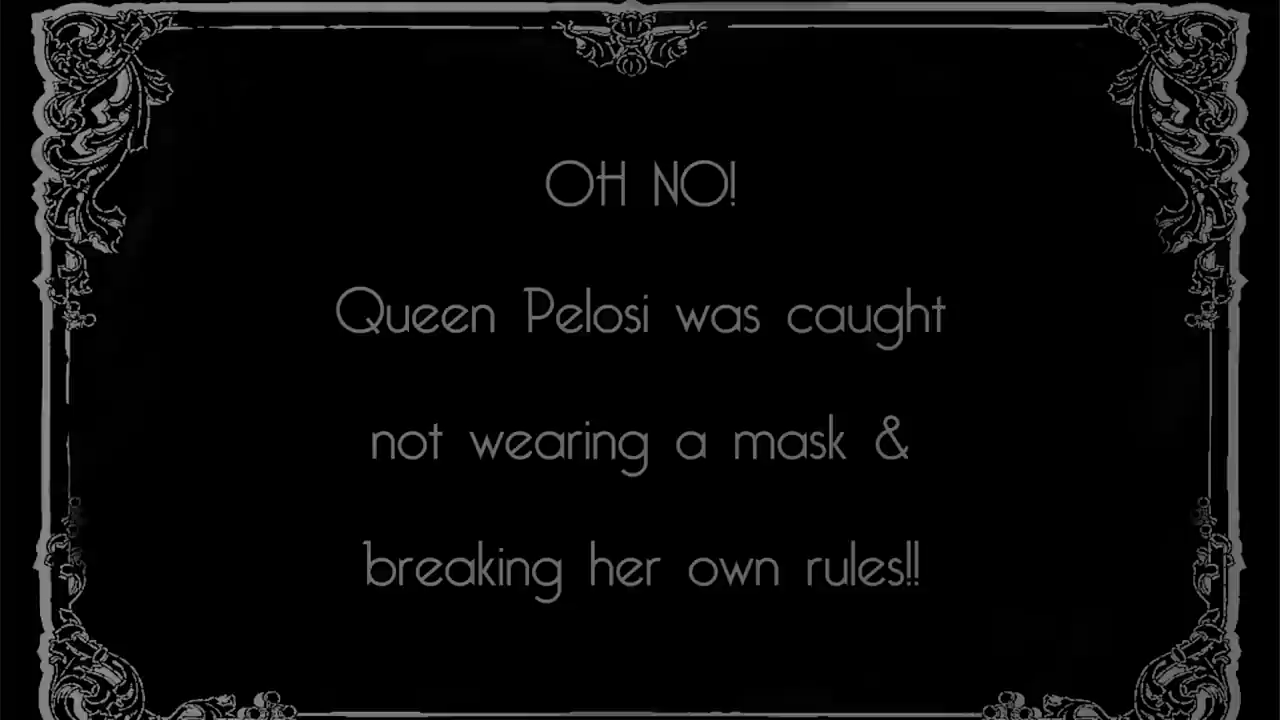 OH NO!
Queen Pelosi was caught
not wearing a mask &
breaking her own rules!!